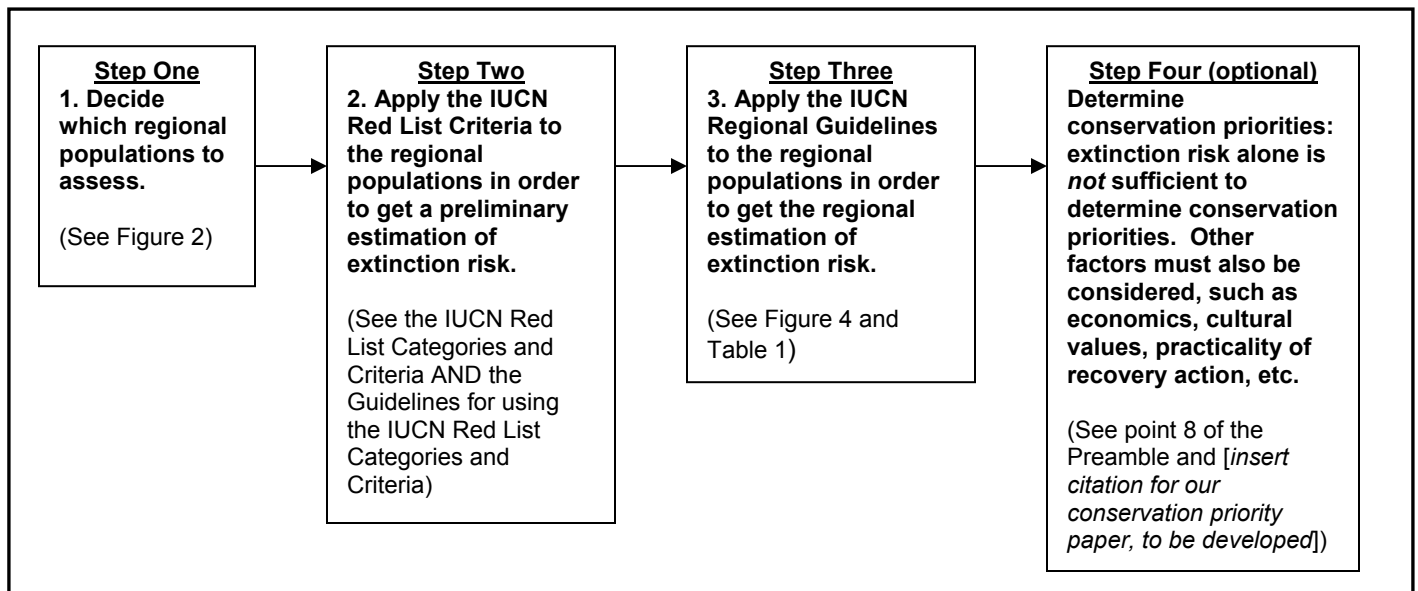 Step One
1. Decide
which regional
populations to
assess.
(See Figure 2)
Step Two
2. Apply the IUCN
Red List Criteria to
the regional
populations in order
to get a preliminary
estimation of
extinction risk.
(See the IUCN Red
List Categories and
Criteria AND the
Guidelines for using
the IUCN Red List
Categories and
Criteria)
Step Three
3. Apply the IUCN
Regional Guidelines
to the regional
populations in order
to get the regional
estimation of
extinction risk.
(See Figure 4 and
Table 1)
Step Four (optional)
Determine
conservation priorities:
extinction risk alone is
not sufficient to
determine conservation
priorities.  Other
factors must also be
considered, such as
economics, cultural
values, practicality of
recovery action, etc.
(See point 8 of the
Preamble and [insert
citation for our
conservation priority
paper, to be developed])